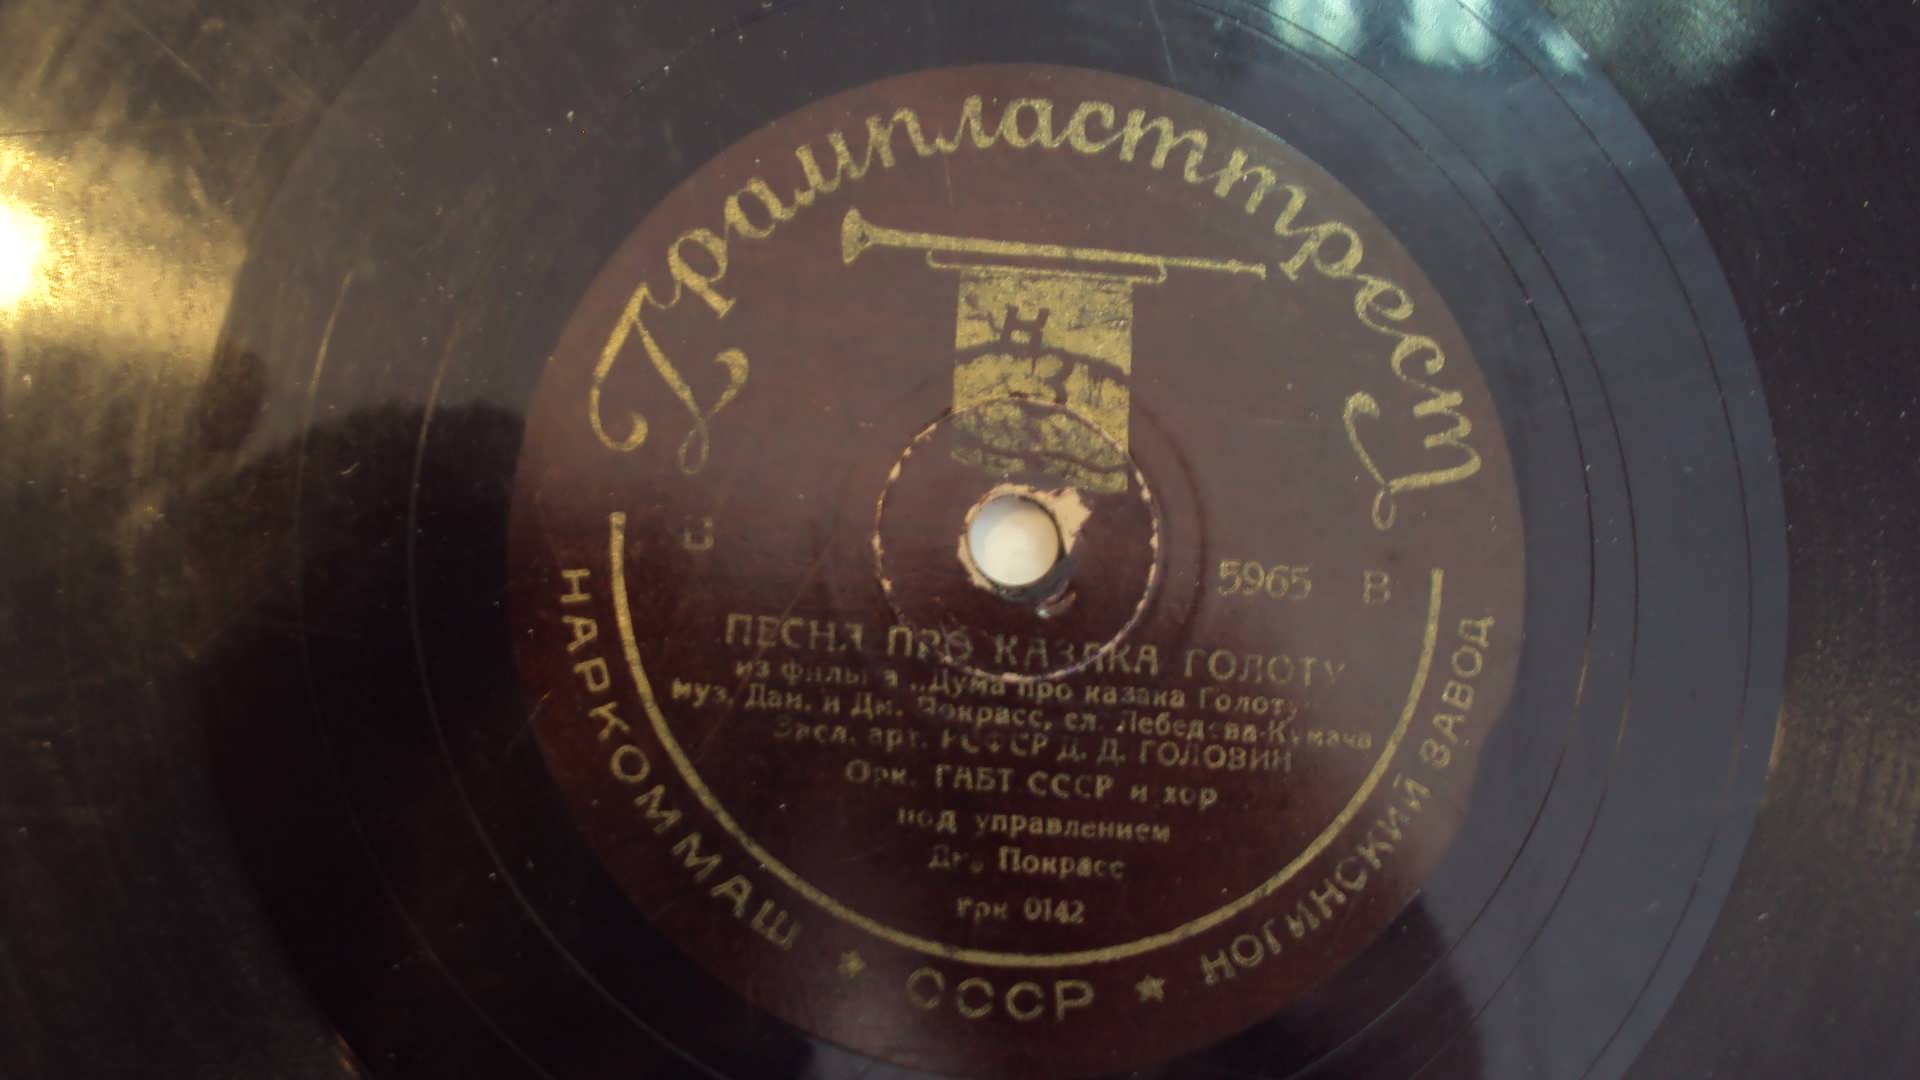 Грампласттрест
Е
5965 В
ПЕСНЯ ПРО КАЗАКА ГОЛОТУ
из фильма „Дума про казака Голоту“
муз. Дан. и Дм. Покрасс, сл. Лебедева-Кумача
Засл. арт. РСФСР Д. Д. ГОЛОВИН
Орк. ГАБТ СССР и хор
под управлением
Дм. Покрасс
грк 0142
НАРКОММАШ ★ СССР ★ НОГИНСКИЙ ЗАВОД